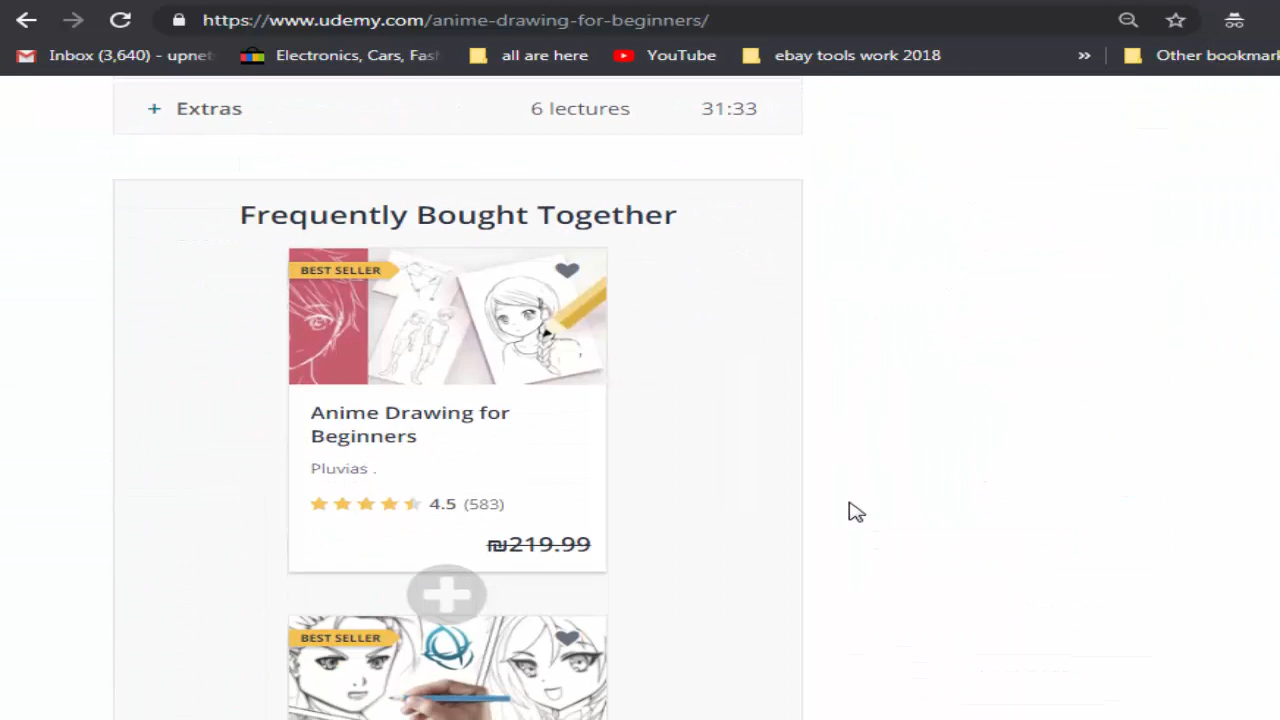 https://www.udemy.com/anime-drawing-for-beginners/
Inbox (3,640) - upnet
Electronics, Cars, Fash
all are here
YouTube
ebay tools work 2018
»
Other bookmark
+ Extras 6 lectures 31:33
Frequently Bought Together
BEST SELLER
Anime Drawing for
Beginners
Pluvias .
4.5 (583)
₪219.99
BEST SELLER